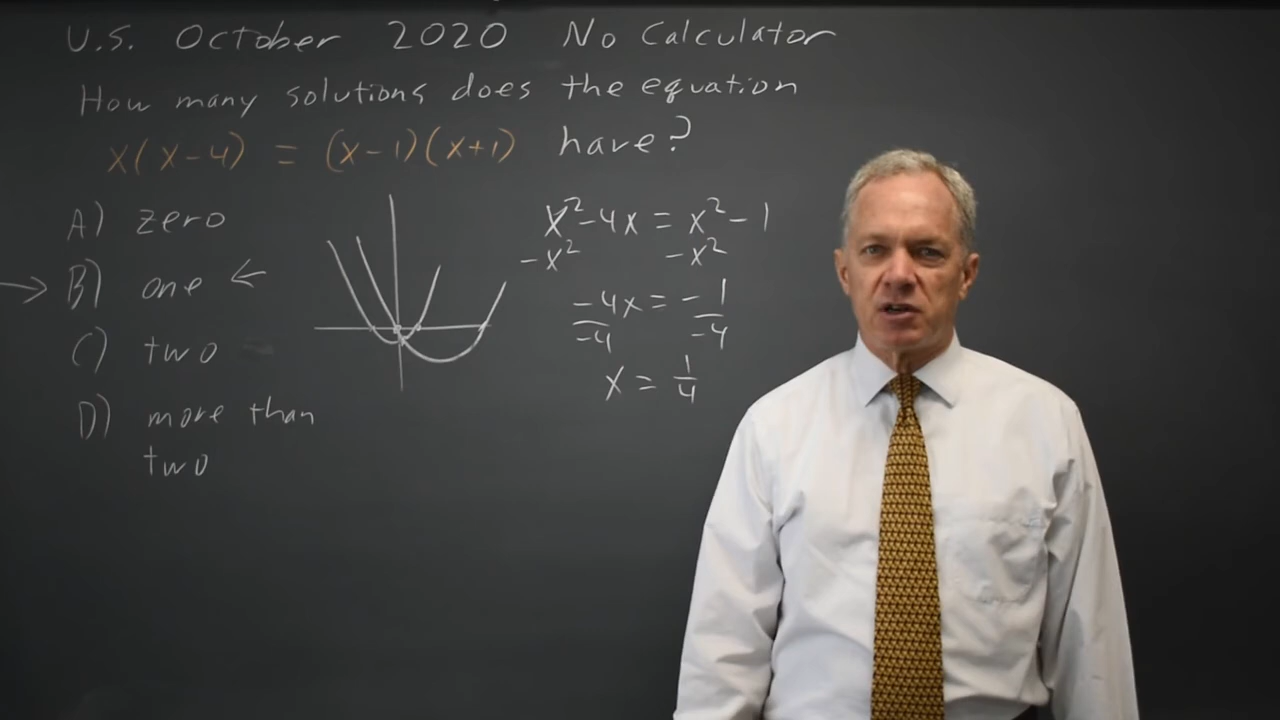 U.S. October 2020 No Calculator
How many solutions does the equation
x(x-4) = (x-1)(x+1) have?
A) zero
→ B) one ←
C) two
D) more than
two
x²-4x = x²-1
-x² -x²
-4x = -1
-4 -4
x = 1/4